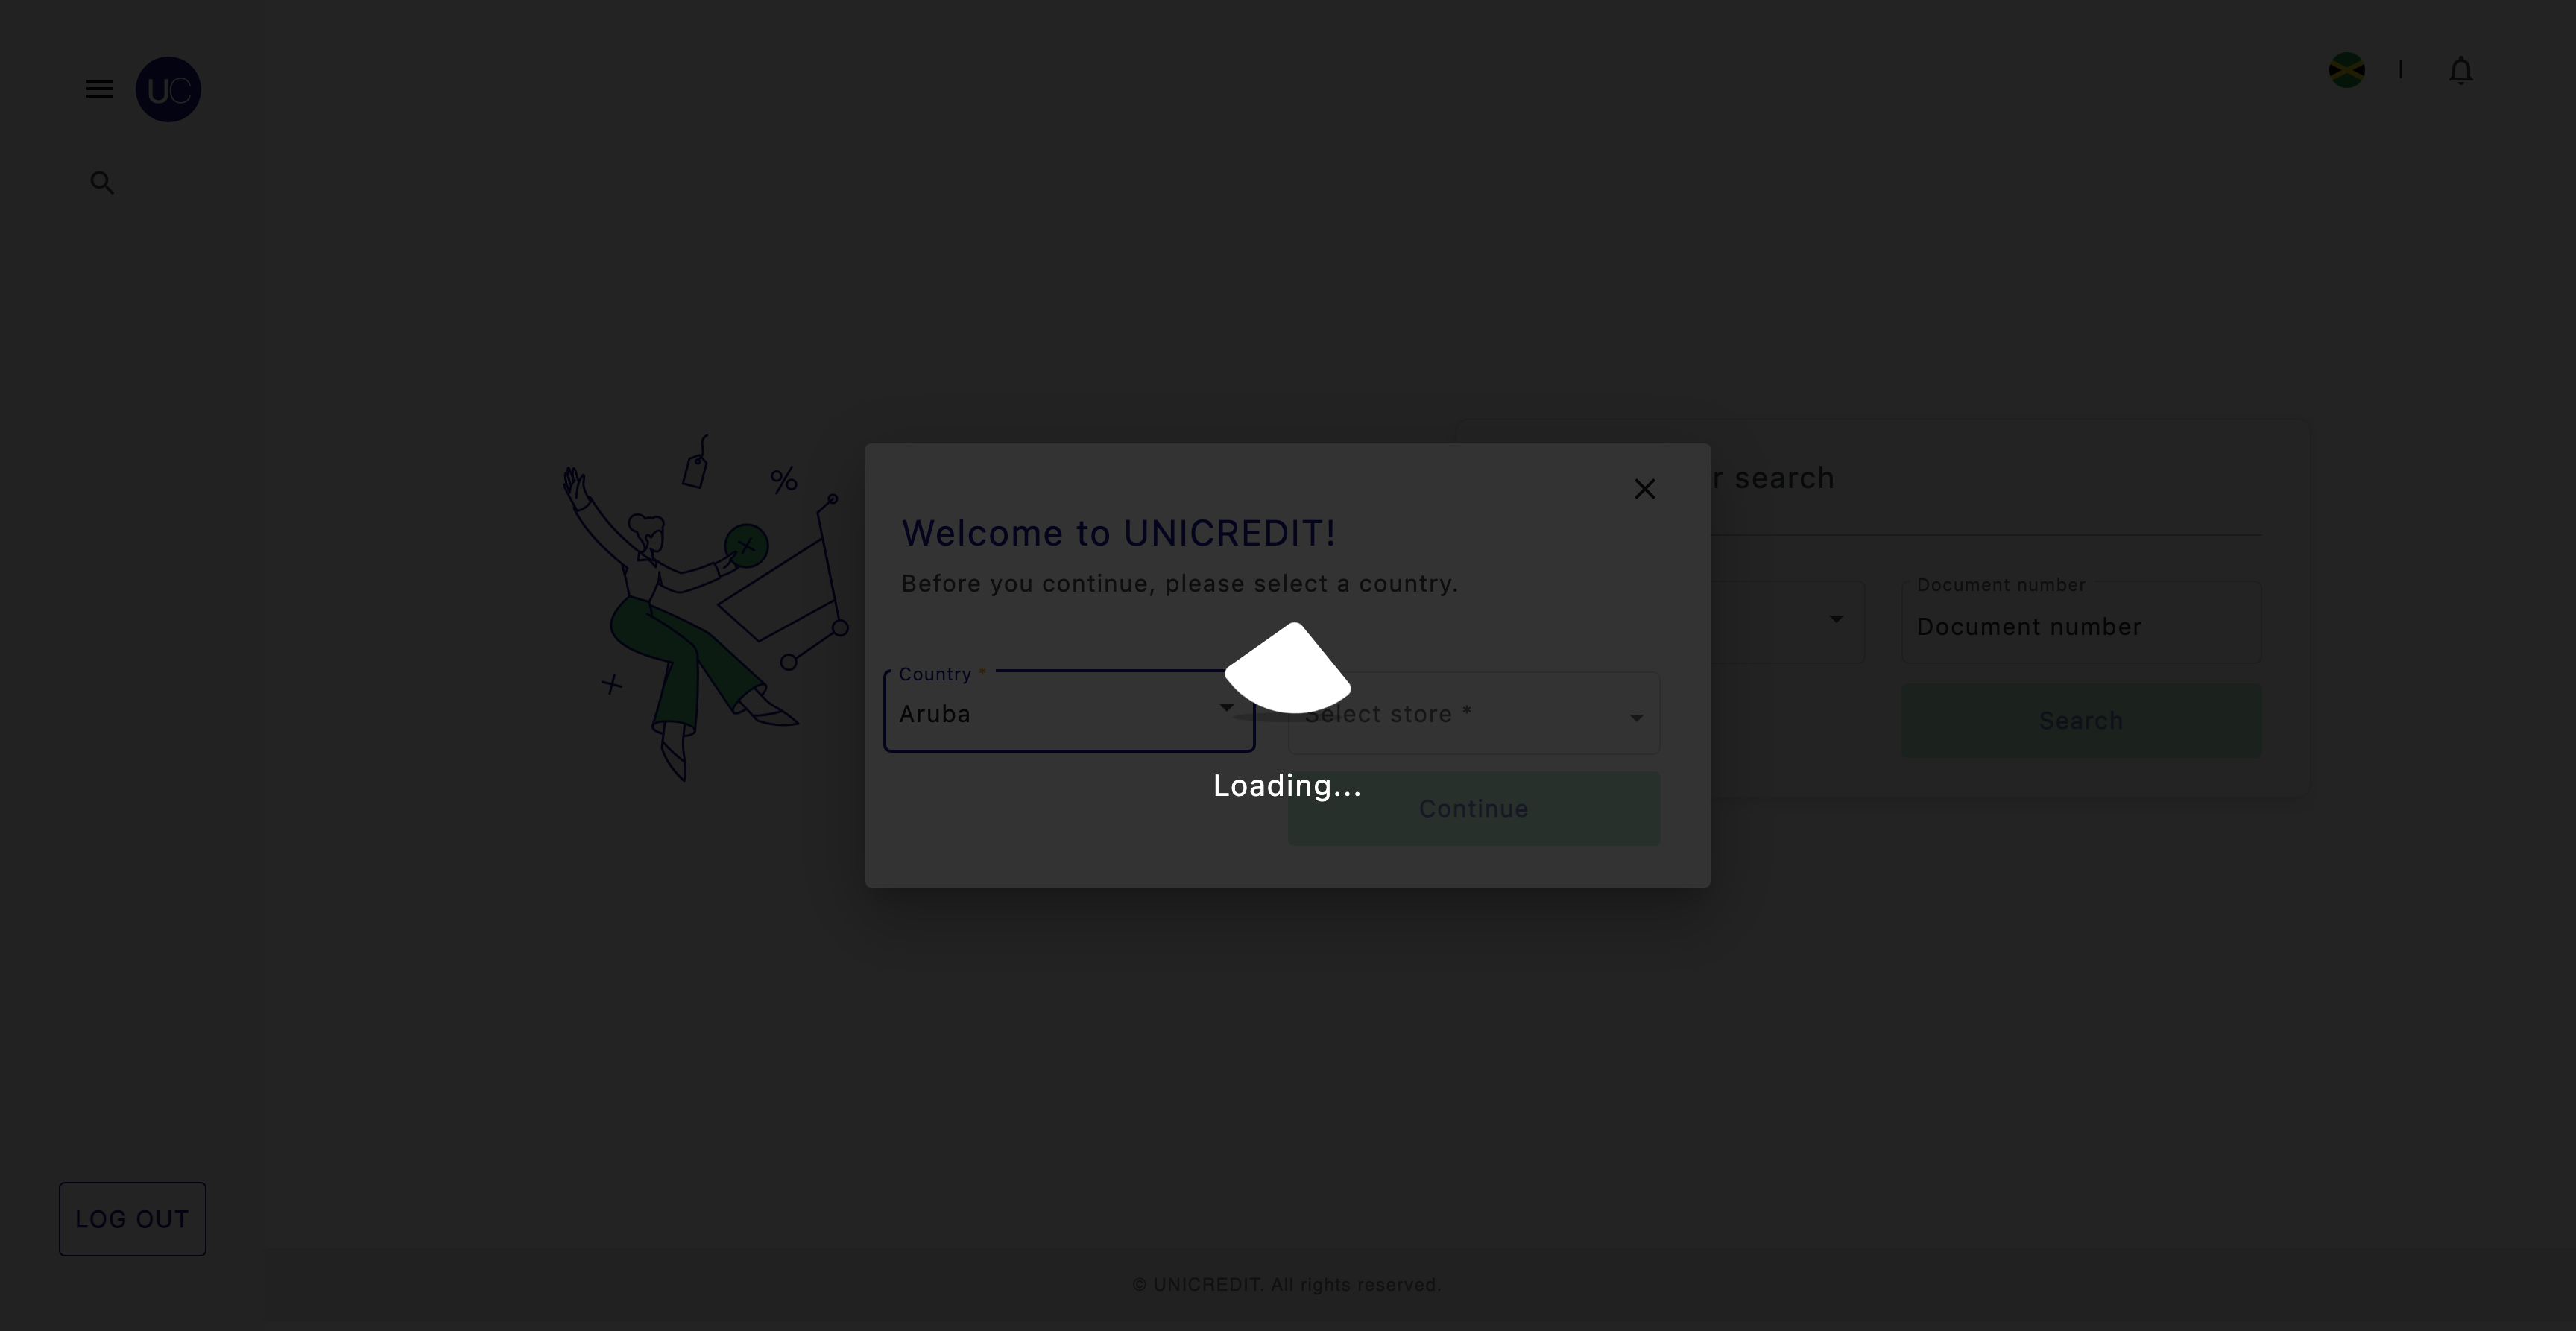 UC
r search
Welcome to UNICREDIT!
Before you continue, please select a country.
Document number
Document number
Country *
Aruba
Select store *
Search
Loading...
Continue
LOG OUT
© UNICREDIT. All rights reserved.